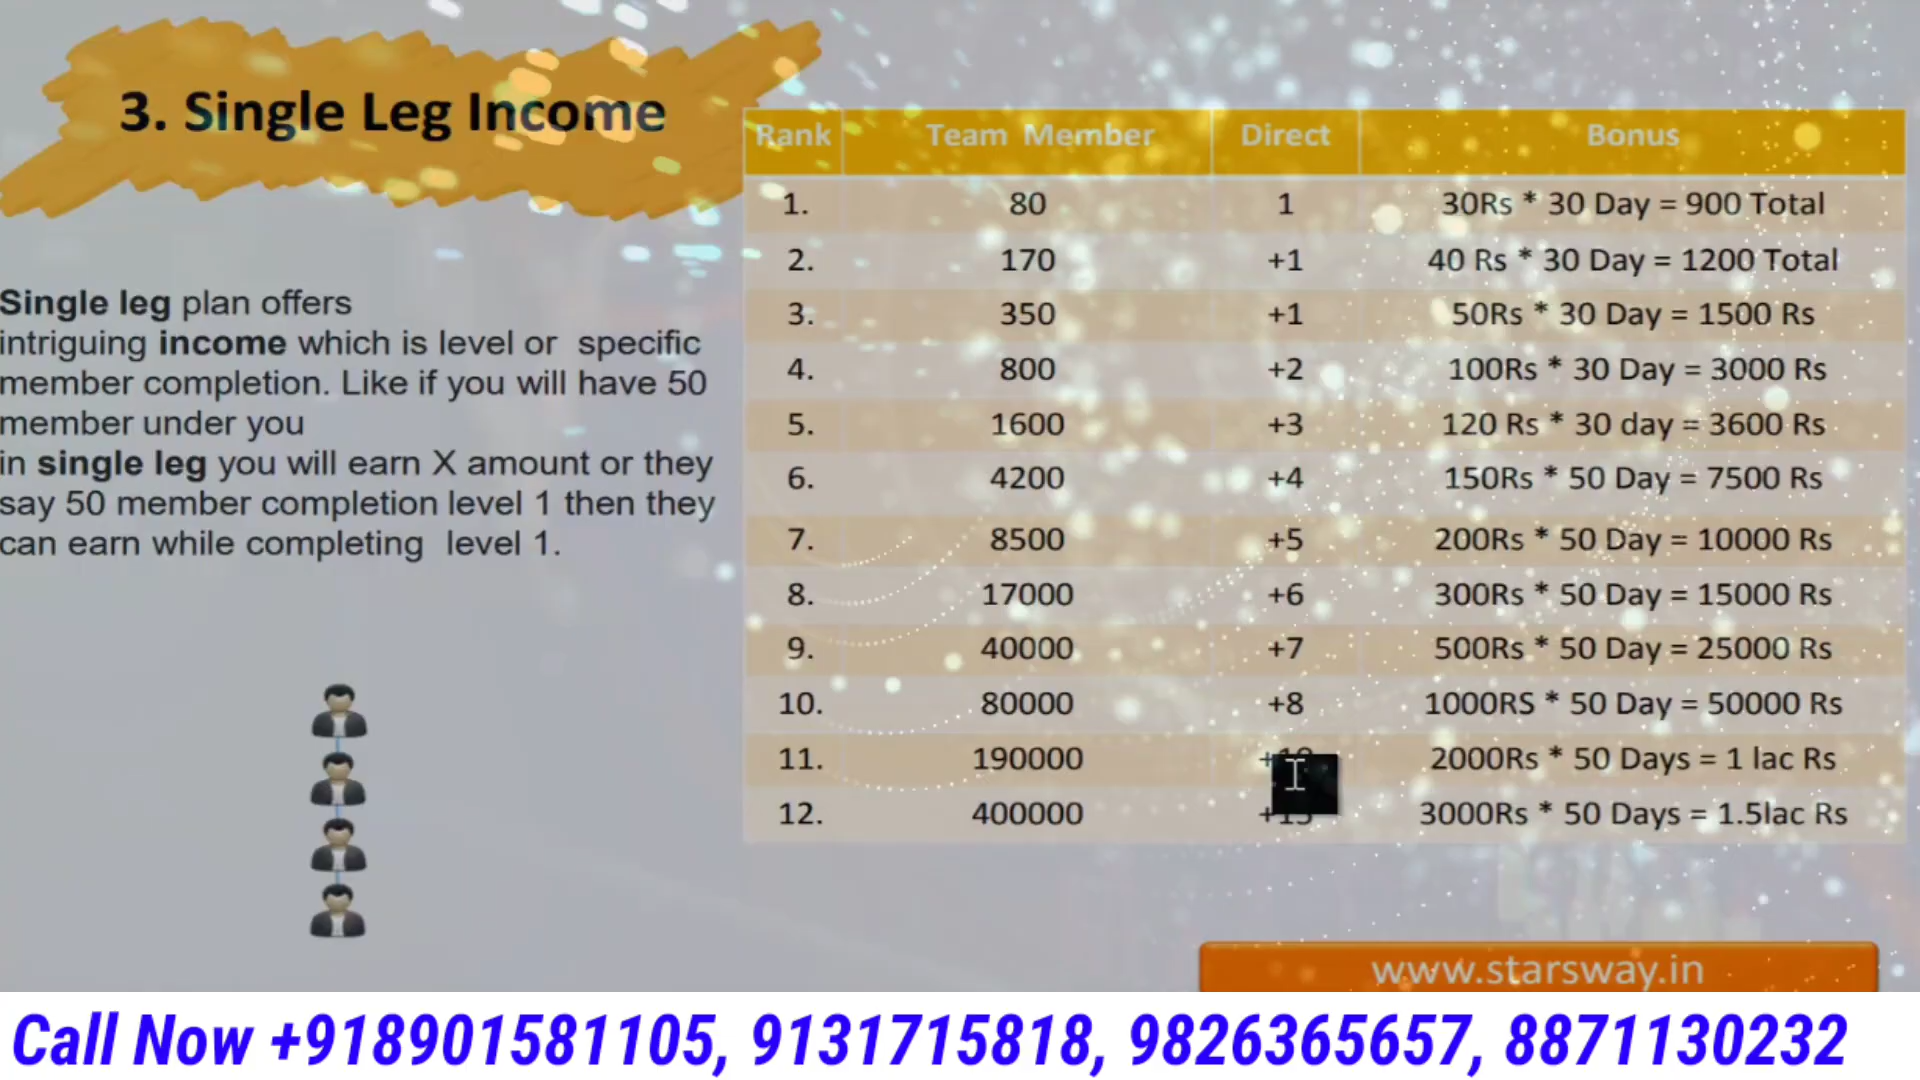 3. Single Leg Income
Single leg plan offers
intriguing income which is level or specific
member completion. Like if you will have 50
member under you
in single leg you will earn X amount or they
say 50 member completion level 1 then they
can earn while completing level 1.
Rank Team Member Direct Bonus
1. 80 1 30Rs * 30 Day = 900 Total
2. 170 +1 40 Rs * 30 Day = 1200 Total
3. 350 +1 50Rs * 30 Day = 1500 Rs
4. 800 +2 100Rs * 30 Day = 3000 Rs
5. 1600 +3 120 Rs * 30 day = 3600 Rs
6. 4200 +4 150Rs * 50 Day = 7500 Rs
7. 8500 +5 200Rs * 50 Day = 10000 Rs
8. 17000 +6 300Rs * 50 Day = 15000 Rs
9. 40000 +7 500Rs * 50 Day = 25000 Rs
10. 80000 +8 1000RS * 50 Day = 50000 Rs
11. 190000 2000Rs * 50 Days = 1 lac Rs
12. 400000 3000Rs * 50 Days = 1.5lac Rs
www.starsway.in
Call Now +918901581105, 9131715818, 9826365657, 8871130232